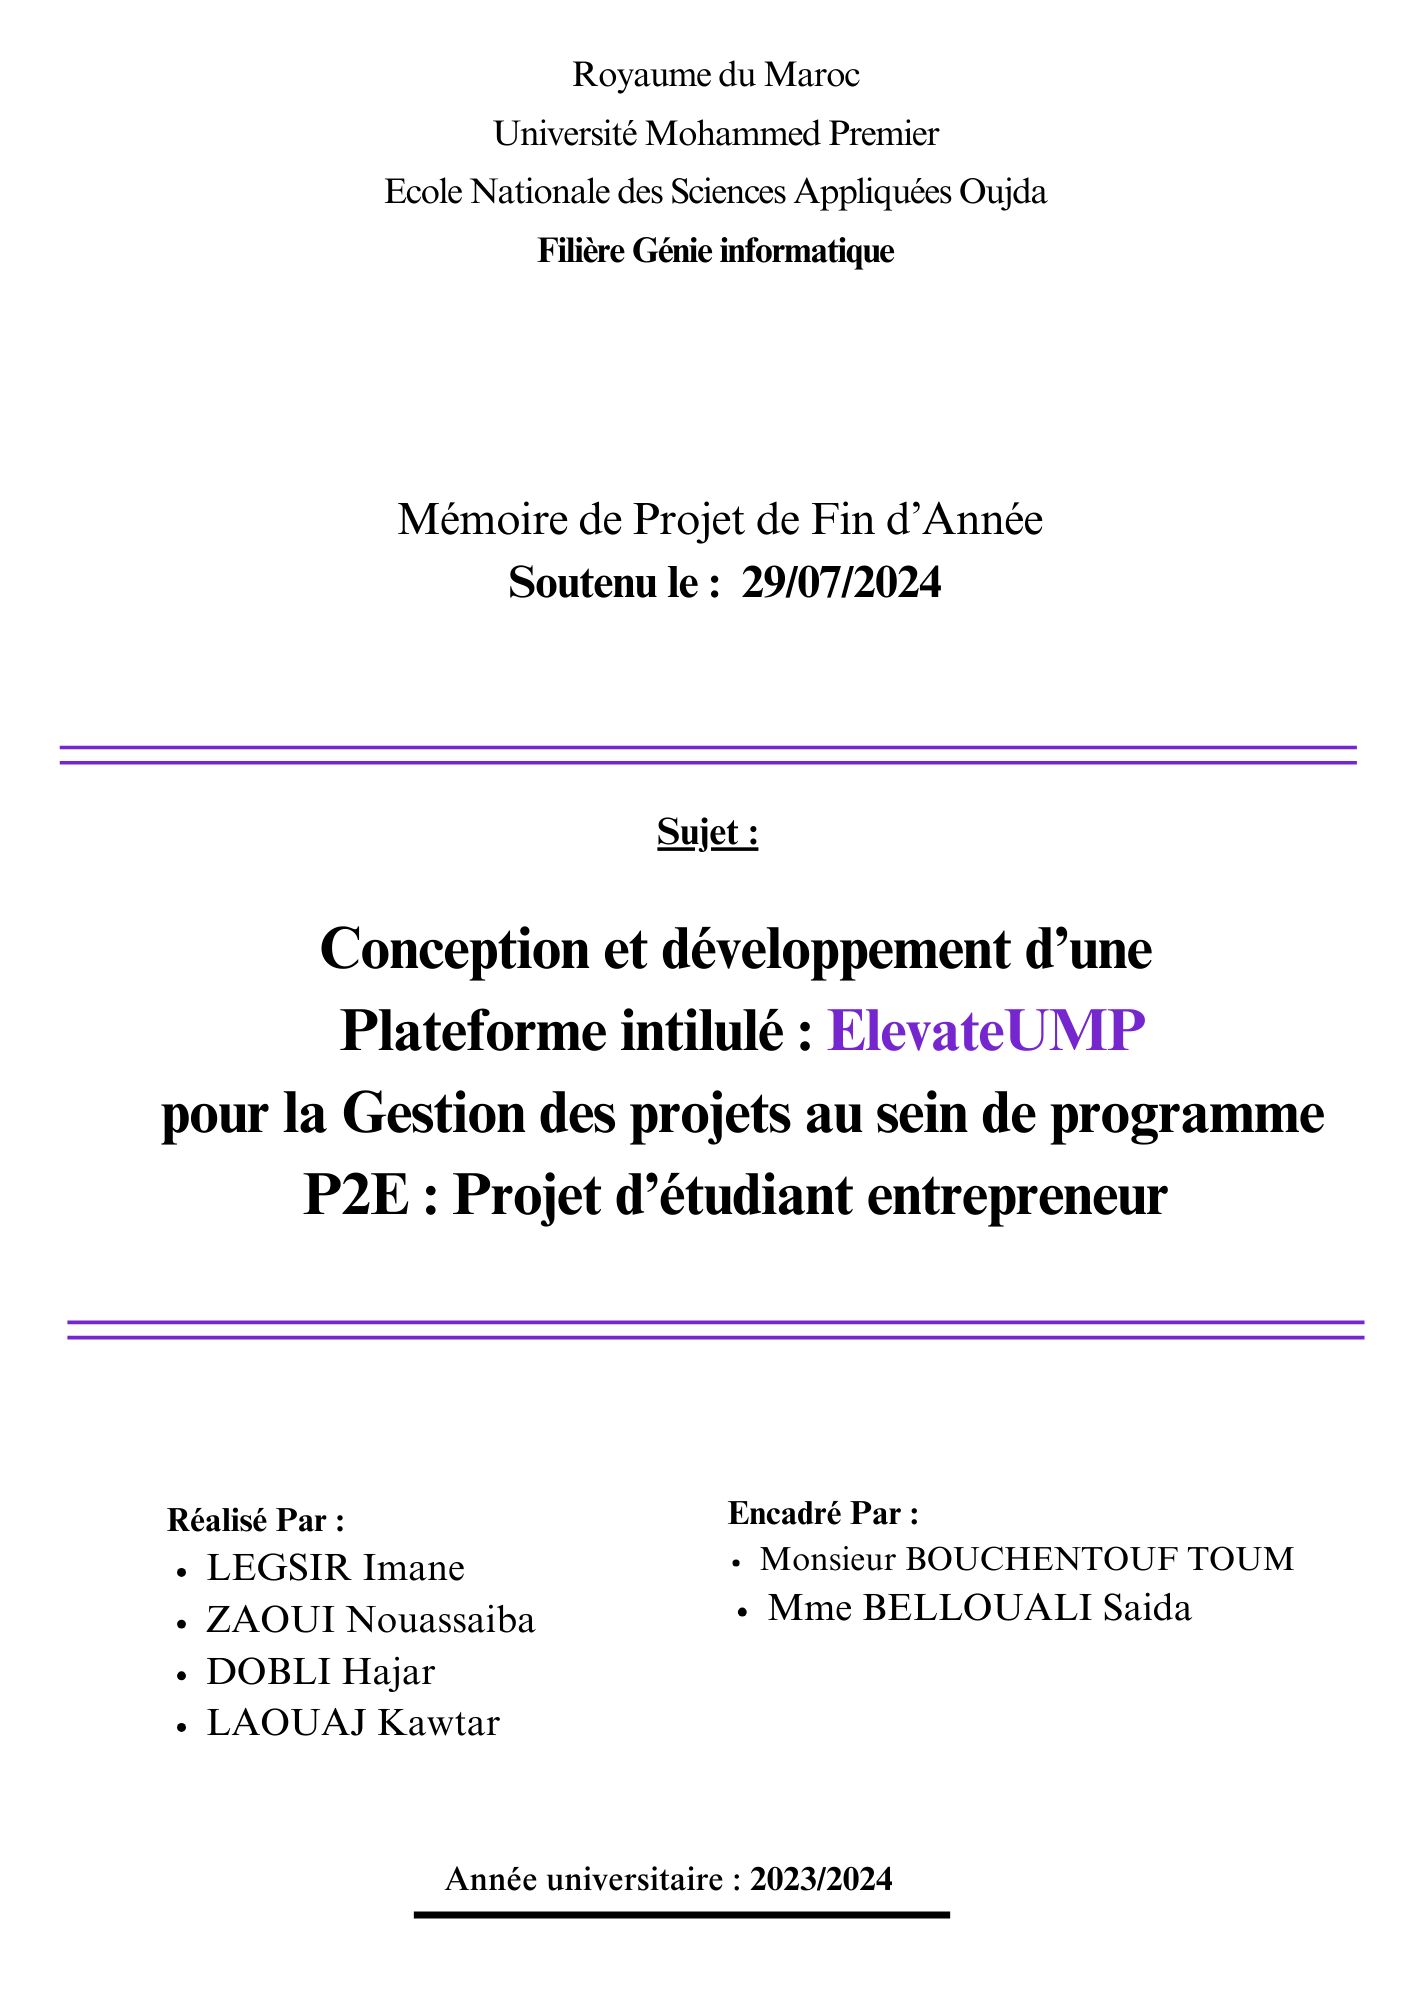 Royaume du Maroc
Université Mohammed Premier
Ecole Nationale des Sciences Appliquées Oujda
Filière Génie informatique
Mémoire de Projet de Fin d’Année
Soutenu le : 29/07/2024
Sujet :
Conception et développement d’une
Plateforme intilulé : ElevateUMP
pour la Gestion des projets au sein de programme
P2E : Projet d’étudiant entrepreneur
Réalisé Par :
• LEGSIR Imane
• ZAOUI Nouassaiba
• DOBLI Hajar
• LAOUAJ Kawtar
Encadré Par :
• Monsieur BOUCHENTOUF TOUM
• Mme BELLOUALI Saida
Année universitaire : 2023/2024